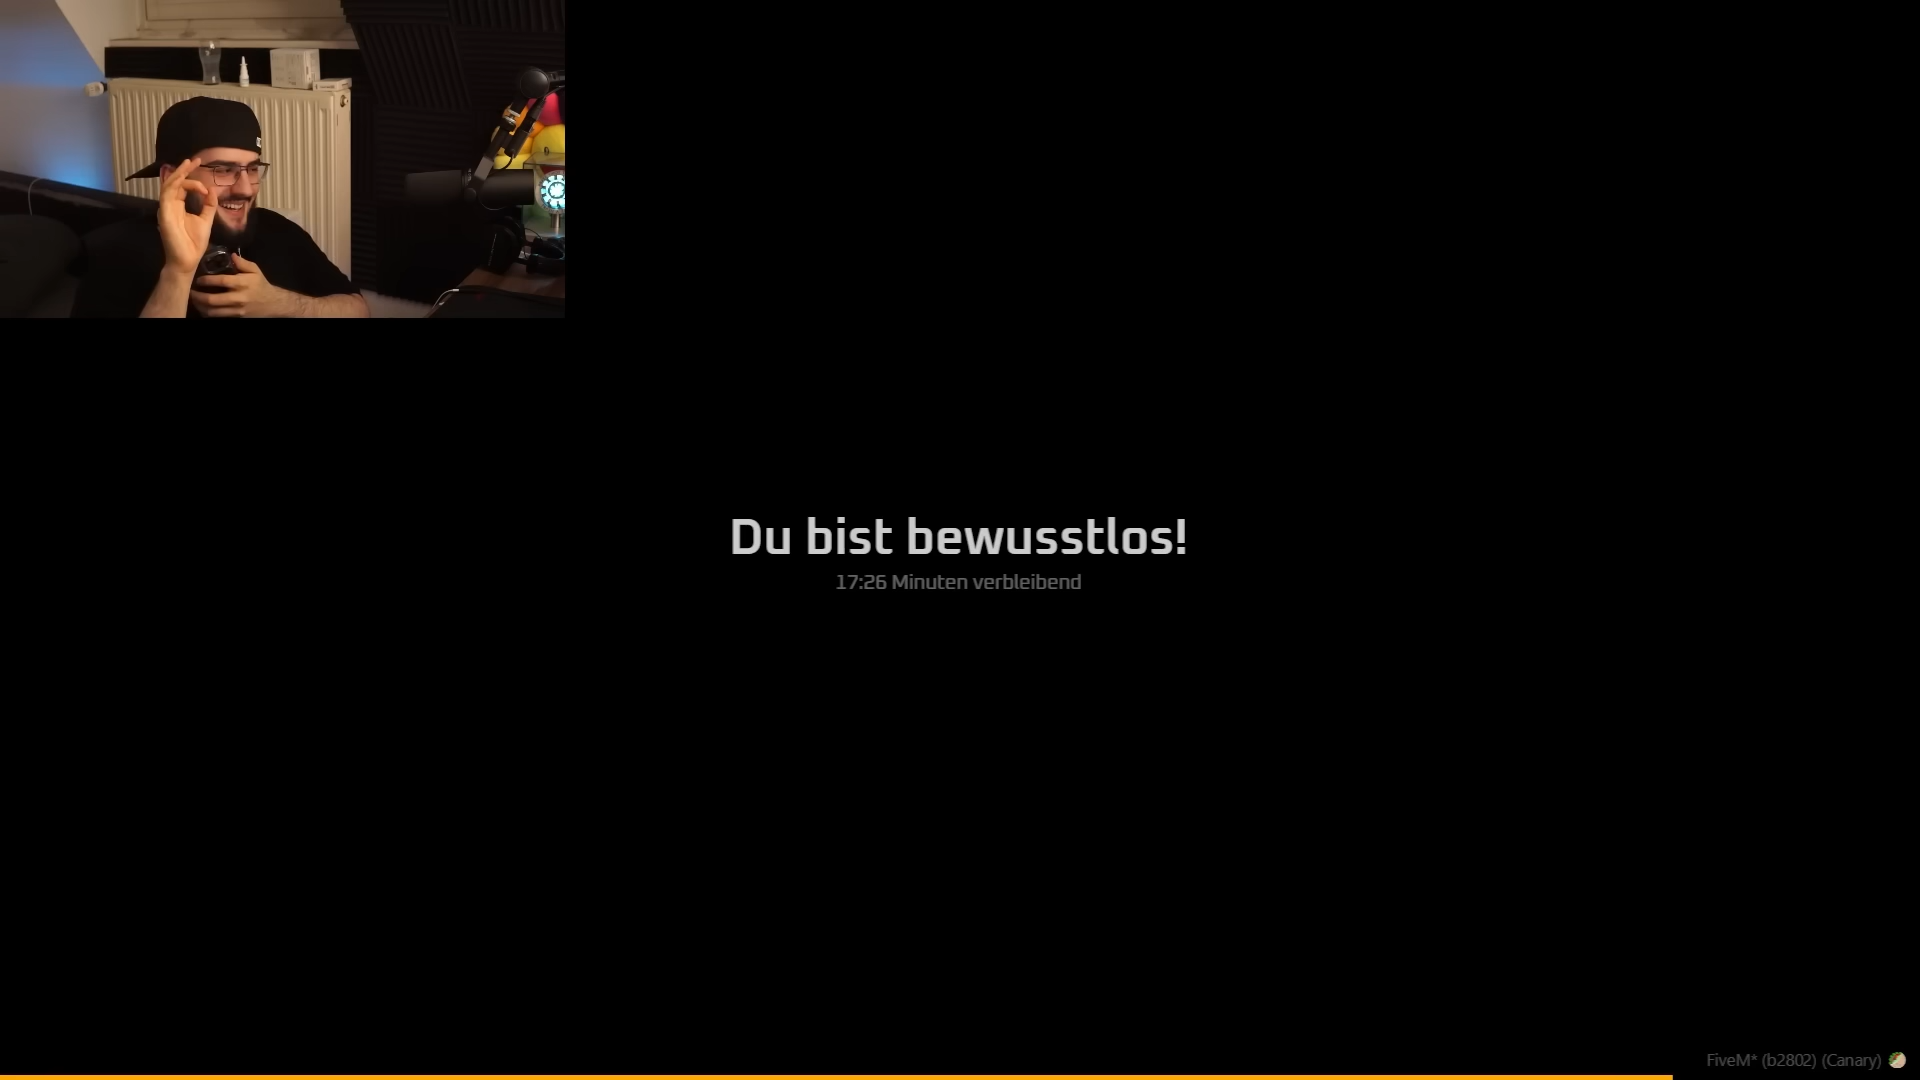 Du bist bewusstlos!
17:26 Minuten verbleibend
FiveM* (b2802) (Canary)